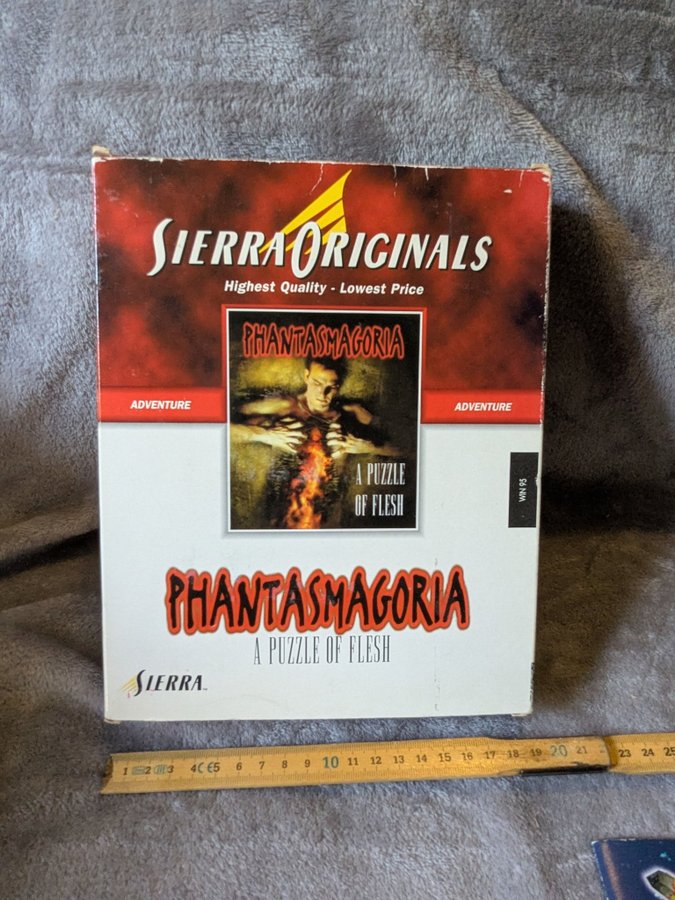 SIERRA ORIGINALS
Highest Quality - Lowest Price
PHANTASMAGORIA
A PUZZLE
OF FLESH
ADVENTURE
ADVENTURE
WIN 95
PHANTASMAGORIA
A PUZZLE OF FLESH
SIERRA
1 2 3 4 5 6 7 8 9 10 11 12 13 14 15 16 17 18 19 20 21 23 24 25